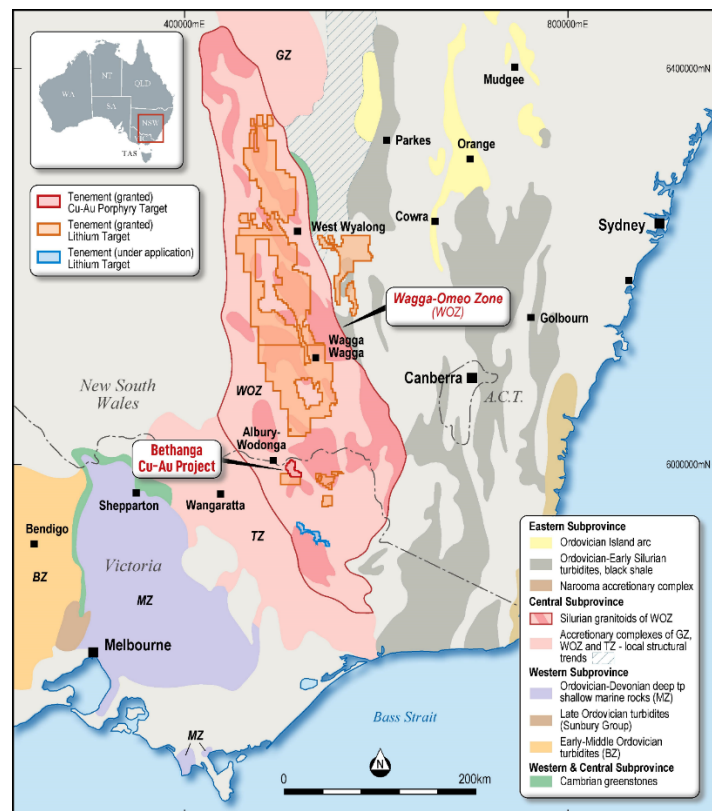 400000mE
800000mE
6400000mN
NT
QLD
WA
SA
NSW
VIC
TAS
GZ
Mudgee
Parkes
Orange
Tenement (granted)
Cu-Au Porphyry Target
Tenement (granted)
Lithium Target
Tenement (under application)
Lithium Target
Cowra
West Wyalong
Sydney
Wagga-Omeo Zone
(WOZ)
Golbourn
Wagga
Wagga
New South
Wales
WOZ
Canberra
A.C.T.
Albury-
Wodonga
Bethanga
Cu-Au Project
6000000mN
Shepparton
Wangaratta
Bendigo
BZ
Victoria
TZ
MZ
Melbourne
MZ
Bass Strait
N
0
200km
Eastern Subprovince
Ordovician Island arc
Ordovician-Early Silurian
turbidites, black shale
Narooma accretionary complex
Central Subprovince
Silurian granitoids of WOZ
Accretionary complexes of GZ,
WOZ and TZ - local structural
trends
Western Subprovince
Ordovician-Devonian deep tp
shallow marine rocks (MZ)
Late Ordovician turbidites
(Sunbury Group)
Early-Middle Ordovician
turbidites (BZ)
Western & Central Subprovince
Cambrian greenstones